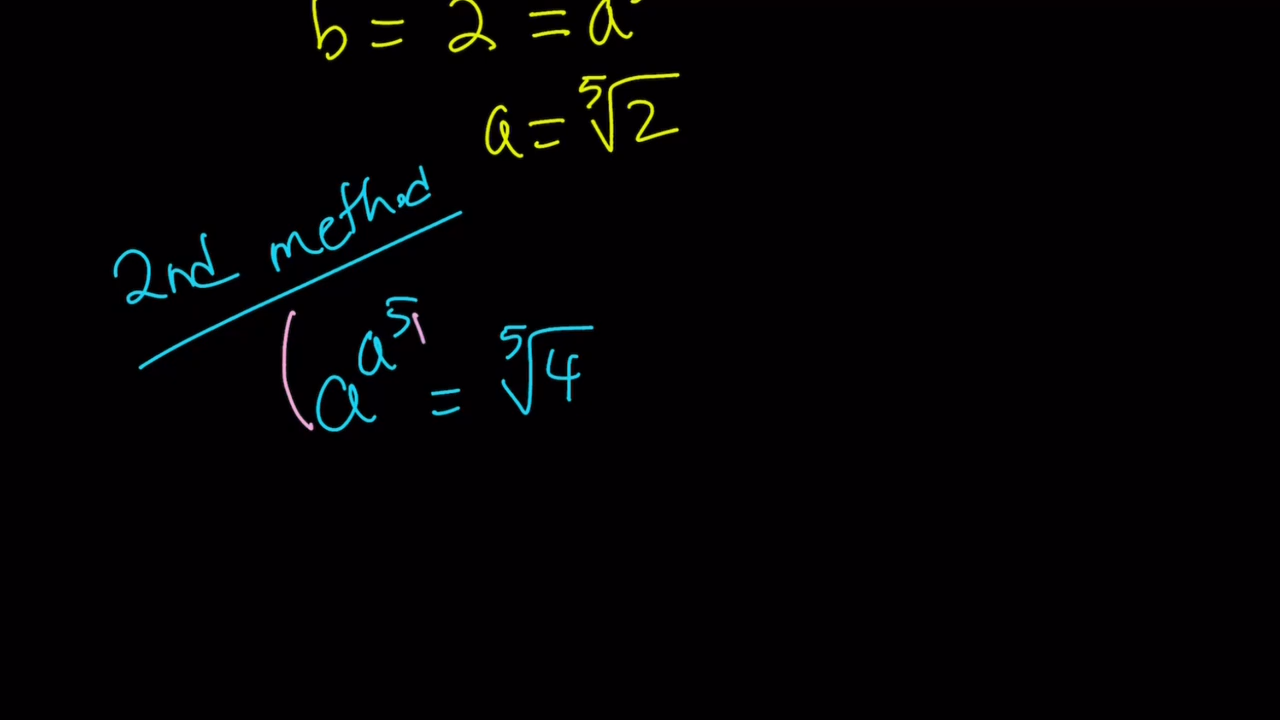 b = 2 = a
a = ⁵√2
2nd method
(a^a^5) = ⁵√4